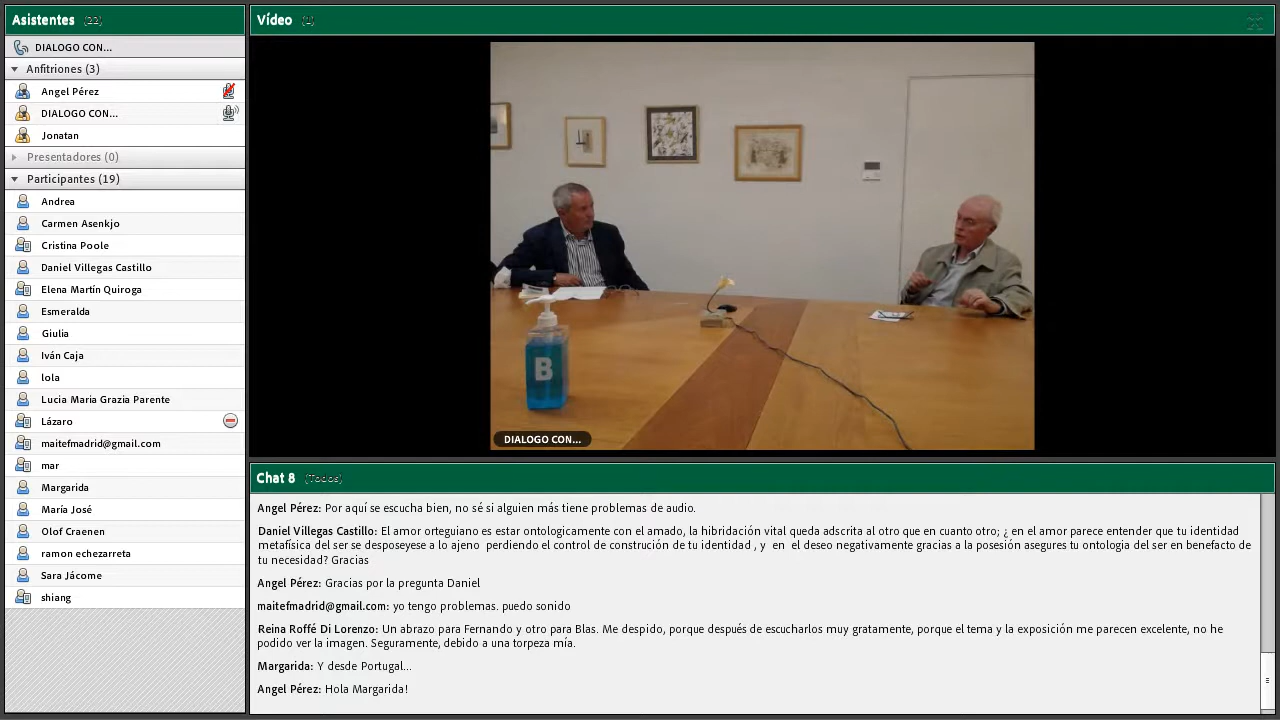 Asistentes (22)
DIALOGO CON...
Anfitriones (3)
Angel Pérez
DIALOGO CON...
Jonatan
Presentadores (0)
Participantes (19)
Andrea
Carmen Asenkjo
Cristina Poole
Daniel Villegas Castillo
Elena Martín Quiroga
Esmeralda
Giulia
Iván Caja
lola
Lucia Maria Grazia Parente
Lázaro
maitefmadrid@gmail.com
mar
Margarida
María José
Olof Craenen
ramon echezarreta
Sara Jácome
shiang
Vídeo (1)
B
DIALOGO CON...
Chat 8 (Todos)
Angel Pérez: Por aquí se escucha bien, no sé si alguien más tiene problemas de audio.
Daniel Villegas Castillo: El amor orteguiano es estar ontologicamente con el amado, la hibridación vital queda adscrita al otro que en cuanto otro; ¿ en el amor parece entender que tu identidad
metafísica del ser se desposeyese a lo ajeno perdiendo el control de construción de tu identidad , y en el deseo negativamente gracias a la posesión asegures tu ontologia del ser en benefacto de
tu necesidad? Gracias
Angel Pérez: Gracias por la pregunta Daniel
maitefmadrid@gmail.com: yo tengo problemas. puedo sonido
Reina Roffé Di Lorenzo: Un abrazo para Fernando y otro para Blas. Me despido, porque después de escucharlos muy gratamente, porque el tema y la exposición me parecen excelente, no he
podido ver la imagen. Seguramente, debido a una torpeza mía.
Margarida: Y desde Portugal...
Angel Pérez: Hola Margarida!